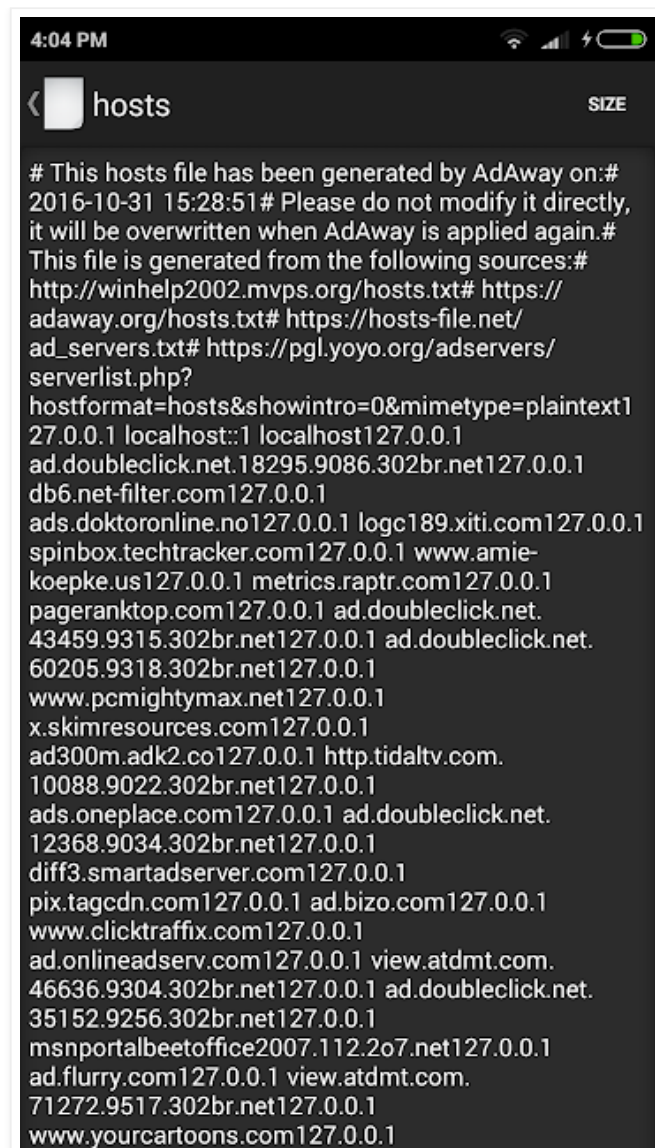 4:04 PM
hosts
SIZE
# This hosts file has been generated by AdAway on:#
2016-10-31 15:28:51# Please do not modify it directly,
it will be overwritten when AdAway is applied again.#
This file is generated from the following sources:#
http://winhelp2002.mvps.org/hosts.txt# https://
adaway.org/hosts.txt# https://hosts-file.net/
ad_servers.txt# https://pgl.yoyo.org/adservers/
serverlist.php?
hostformat=hosts&showintro=0&mimetype=plaintext1
27.0.0.1 localhost::1 localhost127.0.0.1
ad.doubleclick.net.18295.9086.302br.net127.0.0.1
db6.net-filter.com127.0.0.1
ads.doktoronline.no127.0.0.1 logc189.xiti.com127.0.0.1
spinbox.techtracker.com127.0.0.1 www.amie-
koepke.us127.0.0.1 metrics.raptr.com127.0.0.1
pageranktop.com127.0.0.1 ad.doubleclick.net.
43459.9315.302br.net127.0.0.1 ad.doubleclick.net.
60205.9318.302br.net127.0.0.1
www.pcmightymax.net127.0.0.1
x.skimresources.com127.0.0.1
ad300m.adk2.co127.0.0.1 http.tidaltv.com.
10088.9022.302br.net127.0.0.1
ads.oneplace.com127.0.0.1 ad.doubleclick.net.
12368.9034.302br.net127.0.0.1
diff3.smartadserver.com127.0.0.1
pix.tagcdn.com127.0.0.1 ad.bizo.com127.0.0.1
www.clicktraffix.com127.0.0.1
ad.onlineadserv.com127.0.0.1 view.atdmt.com.
46636.9304.302br.net127.0.0.1 ad.doubleclick.net.
35152.9256.302br.net127.0.0.1
msnportalbeetoffice2007.112.2o7.net127.0.0.1
ad.flurry.com127.0.0.1 view.atdmt.com.
71272.9517.302br.net127.0.0.1
www.yourcartoons.com127.0.0.1